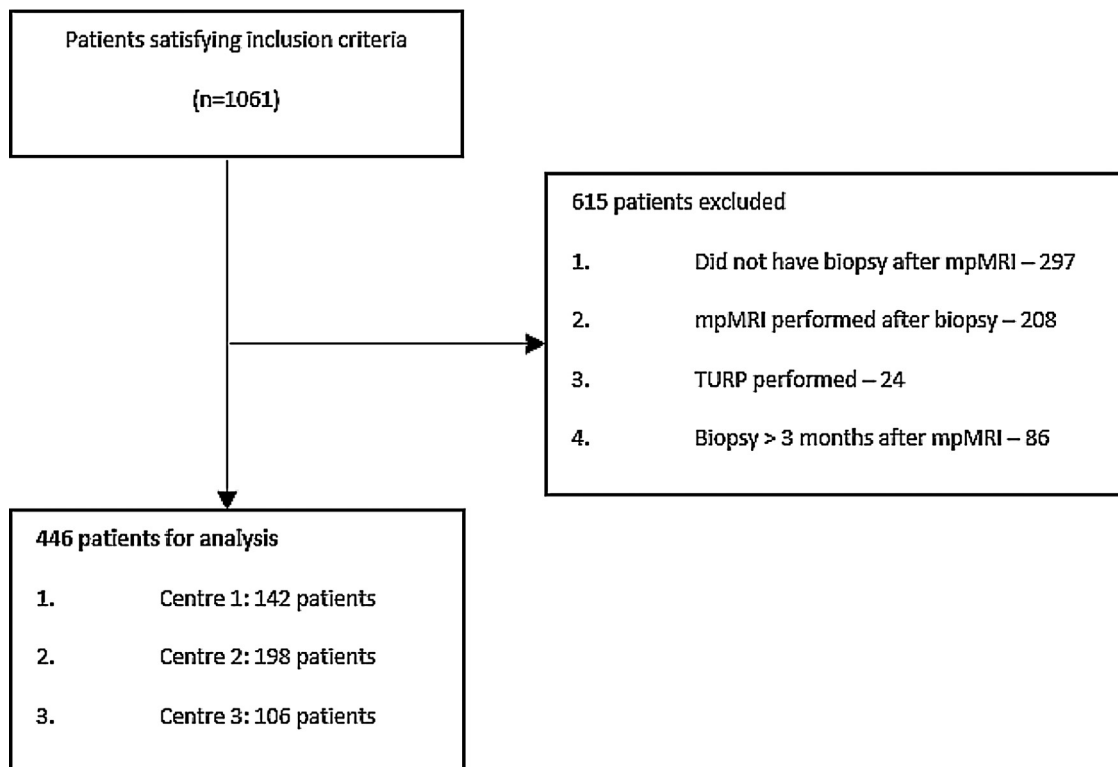 Patients satisfying inclusion criteria
(n=1061)
615 patients excluded
1. Did not have biopsy after mpMRI – 297
2. mpMRI performed after biopsy – 208
3. TURP performed – 24
4. Biopsy > 3 months after mpMRI – 86
446 patients for analysis
1. Centre 1: 142 patients
2. Centre 2: 198 patients
3. Centre 3: 106 patients